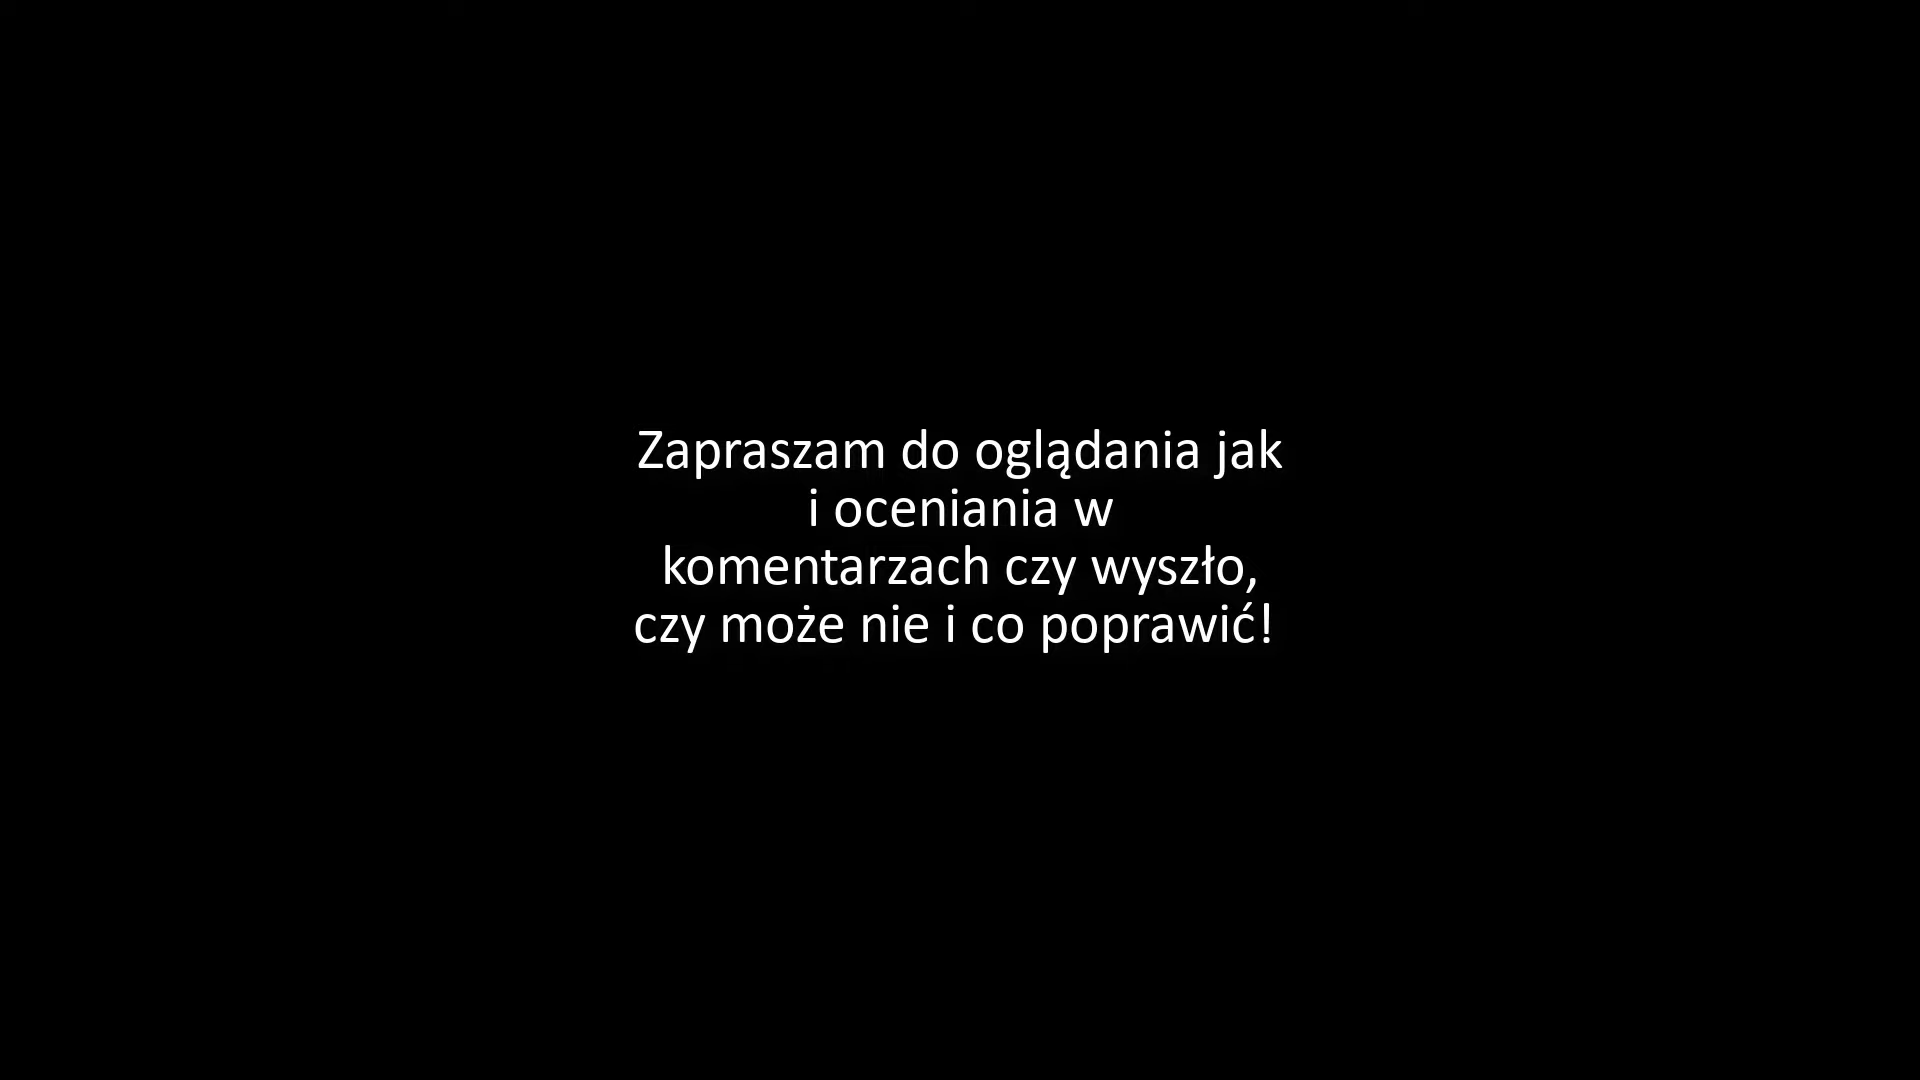 Zapraszam do oglądania jak
i oceniania w
komentarzach czy wyszło,
czy może nie i co poprawić!